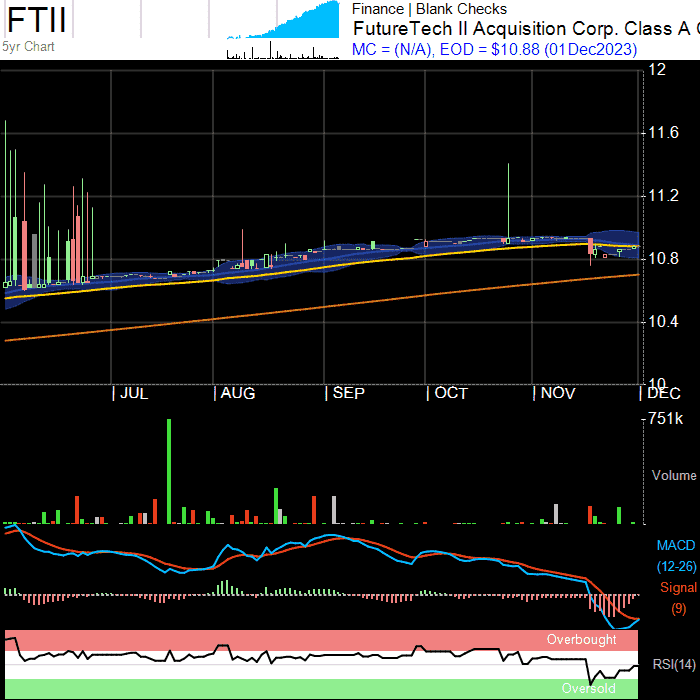 FTII
5yr Chart
Finance | Blank Checks
FutureTech II Acquisition Corp. Class A
MC = (N/A), EOD = $10.88 (01Dec2023)
12
11.6
11.2
10.8
10.4
10
JUL AUG SEP OCT NOV DEC
751k
Volume
MACD
(12-26)
Signal
(9)
Overbought
RSI(14)
Oversold